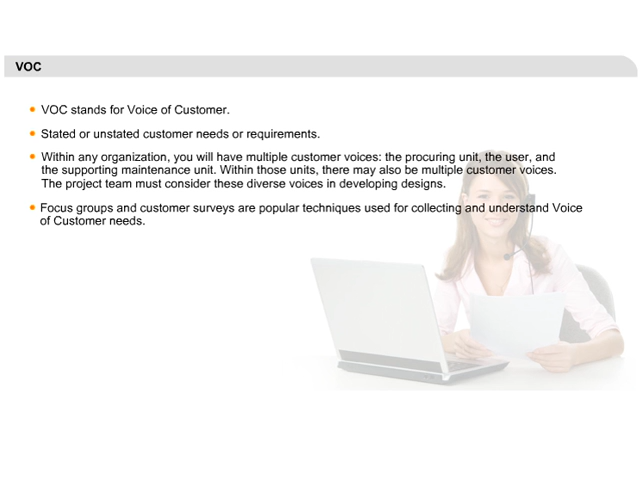 VOC
VOC stands for Voice of Customer.
Stated or unstated customer needs or requirements.
Within any organization, you will have multiple customer voices: the procuring unit, the user, and
the supporting maintenance unit. Within those units, there may also be multiple customer voices.
The project team must consider these diverse voices in developing designs.
Focus groups and customer surveys are popular techniques used for collecting and understand Voice
of Customer needs.